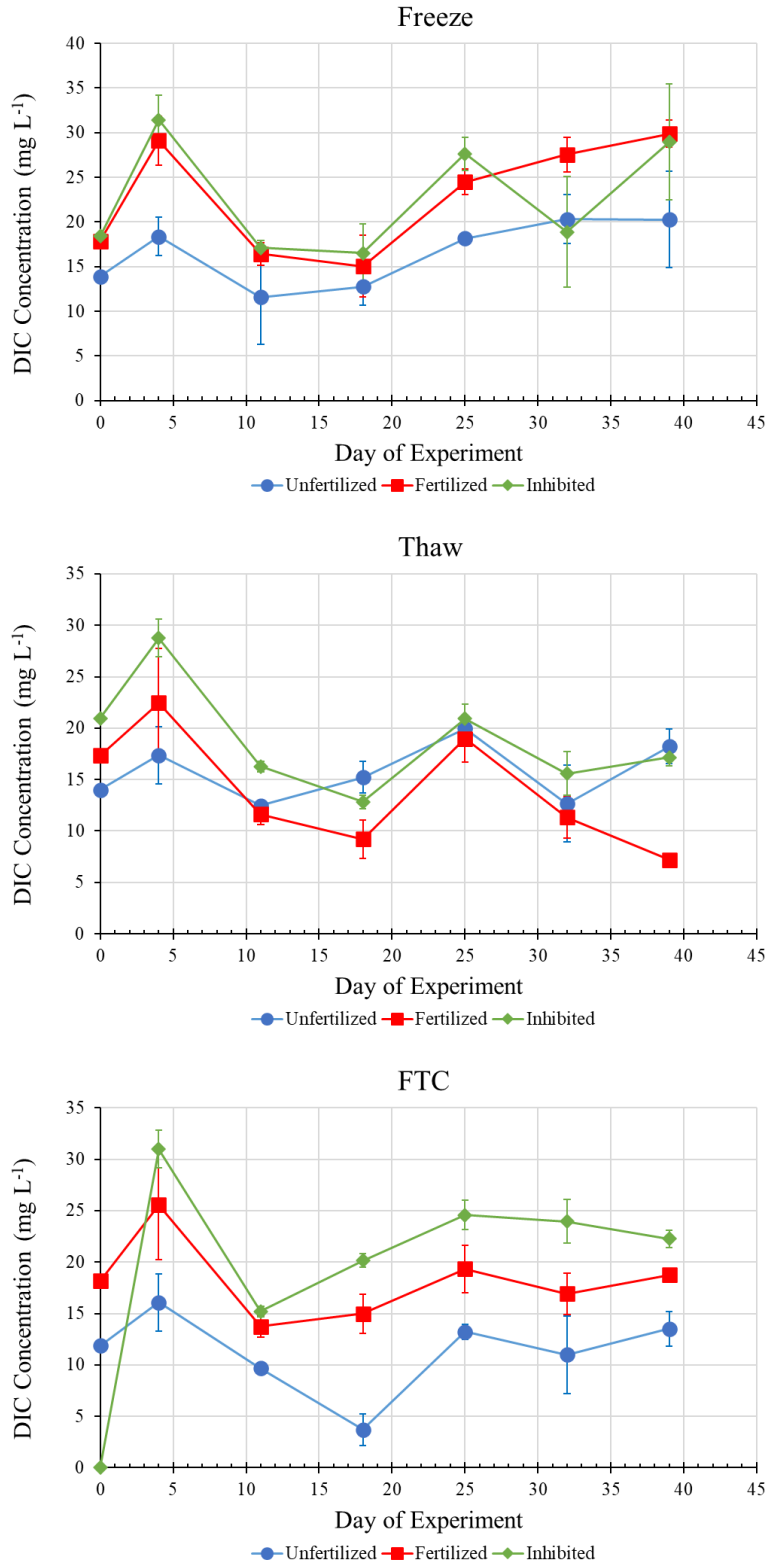 Freeze
DIC Concentration (mg L-1)
40
35
30
25
20
15
10
5
0
0 5 10 15 20 25 30 35 40 45
Day of Experiment
Unfertilized Fertilized Inhibited
Thaw
DIC Concentration (mg L-1)
35
30
25
20
15
10
5
0
0 5 10 15 20 25 30 35 40 45
Day of Experiment
Unfertilized Fertilized Inhibited
FTC
DIC Concentration (mg L-1)
35
30
25
20
15
10
5
0
0 5 10 15 20 25 30 35 40 45
Day of Experiment
Unfertilized Fertilized Inhibited